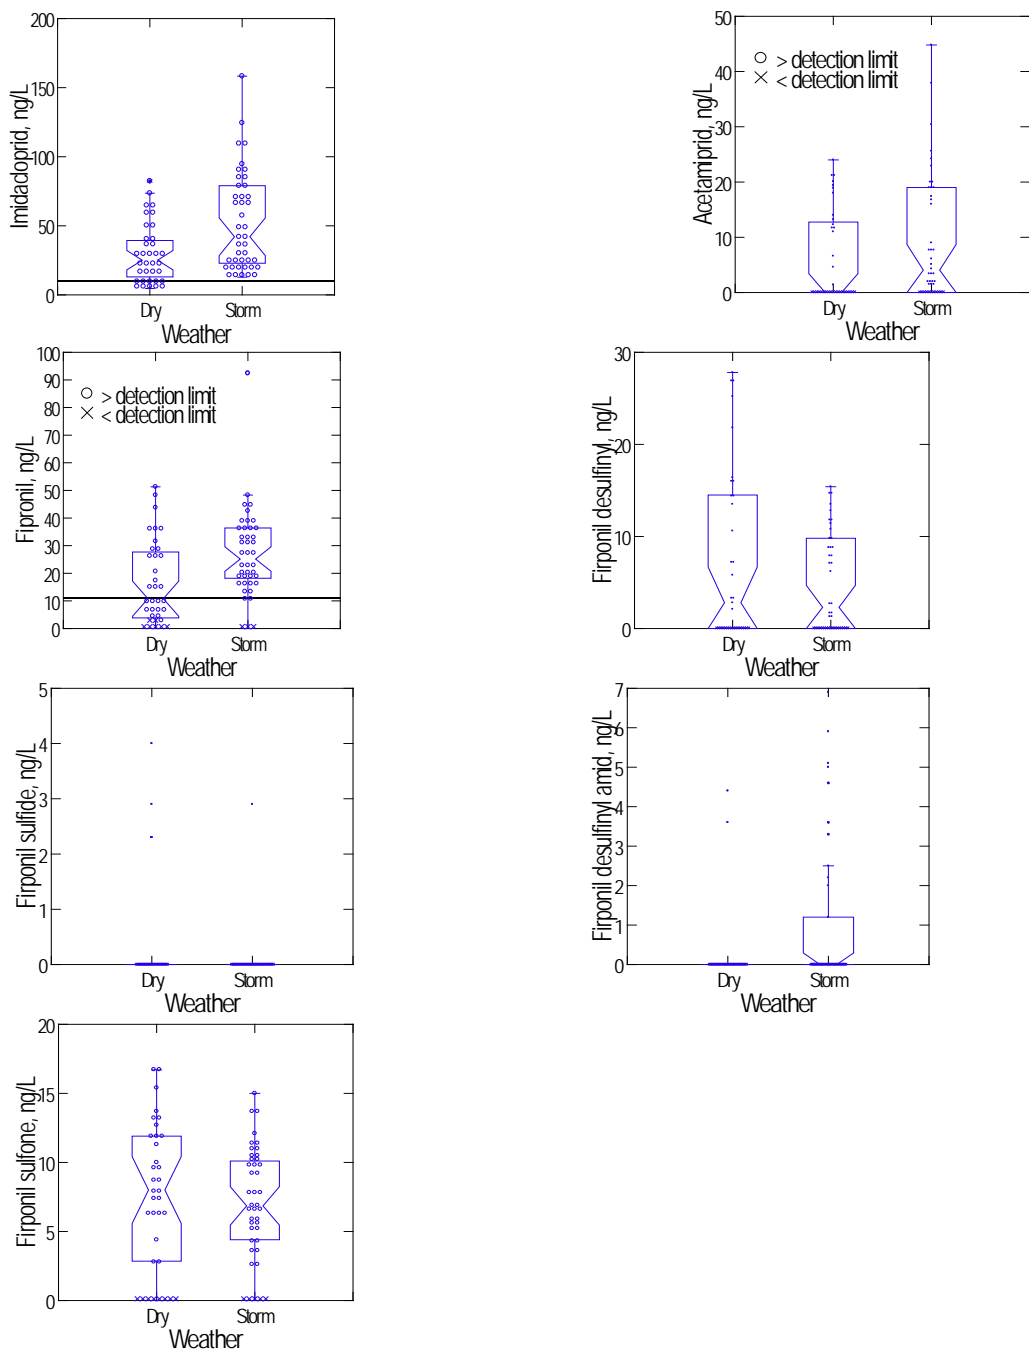 200
150
100
50
0
Imidacloprid, ng/L
Dry
Storm
Weather
50
40
30
20
10
0
Acetamiprid, ng/L
○ > detection limit
× < detection limit
Dry
Storm
Weather
100
90
80
70
60
50
40
30
20
10
0
Fipronil, ng/L
○ > detection limit
× < detection limit
Dry
Storm
Weather
30
20
10
0
Firponil desulfinyl, ng/L
Dry
Storm
Weather
5
4
3
2
1
0
Firponil sulfide, ng/L
Dry
Storm
Weather
7
6
5
4
3
2
1
0
Firponil desulfinyl amid, ng/L
Dry
Storm
Weather
20
15
10
5
0
Firponil sulfone, ng/L
Dry
Storm
Weather